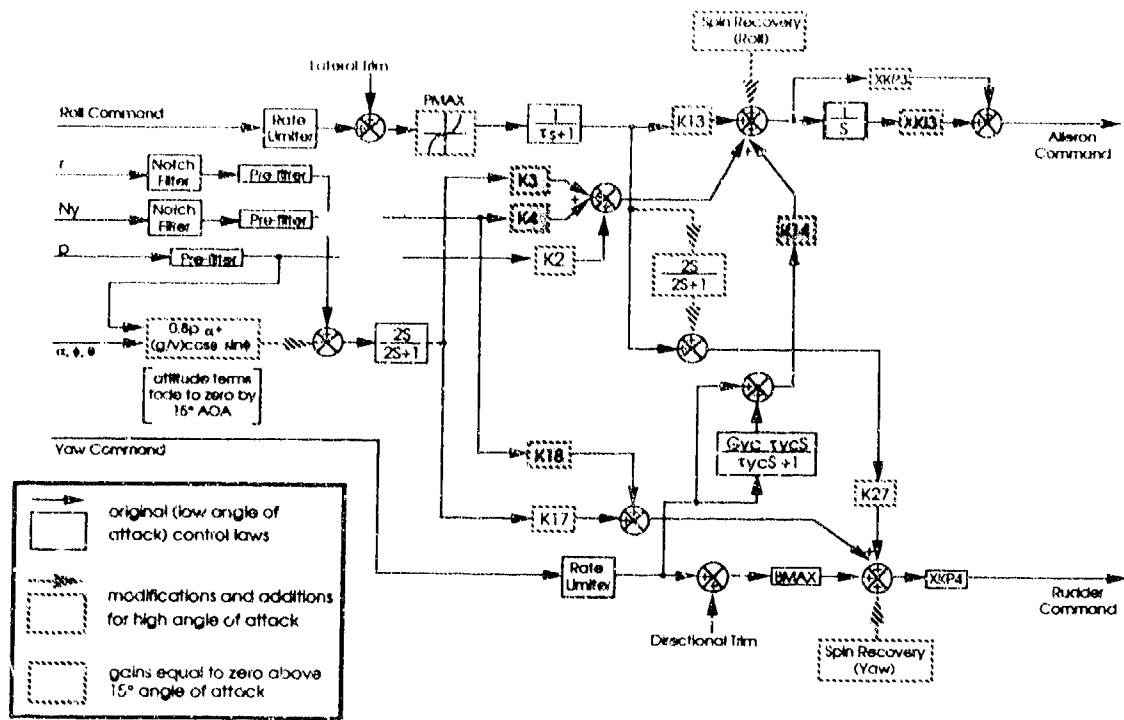 Spin Recovery
(Roll)
Lateral Trim
Roll Command
Rate
Limiter
PMAX
1
τs+1
K13
XKP3
1
S
XKI3
Aileron
Command
r
Notch
Filter
Pre-filter
Ny
Notch
Filter
Pre-filter
K3
K4
K14
p
Pre-filter
K2
2S
2S+1
0.8p α+
(g/v)cosθ sinϕ
α, ϕ, θ
2S
2S+1
attitude terms
fade to zero by
15° AOA
Yaw Command
Gyc τycS
τycS+1
K18
K27
K17
original (low angle of
attack) control laws
Rate
Limiter
BMAX
XKP4
Rudder
Command
modifications and additions
for high angle of attack
Directional Trim
Spin Recovery
(Yaw)
gains equal to zero above
15° angle of attack